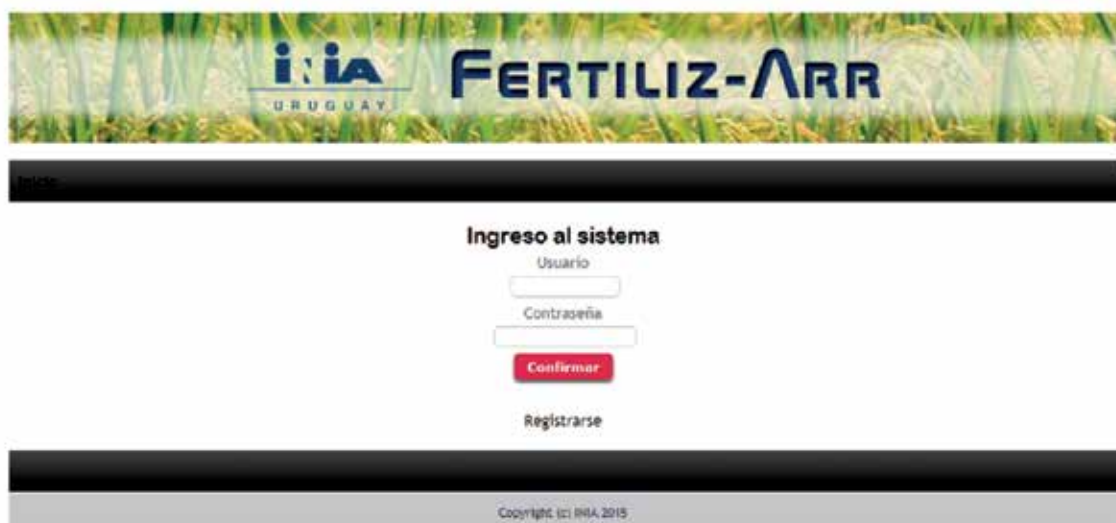 INIA
URUGUAY
FERTILIZ-ARR
Inicio
Ingreso al sistema
Usuario
Contraseña
Confirmar
Registrarse
Copyright (c) INIA 2015